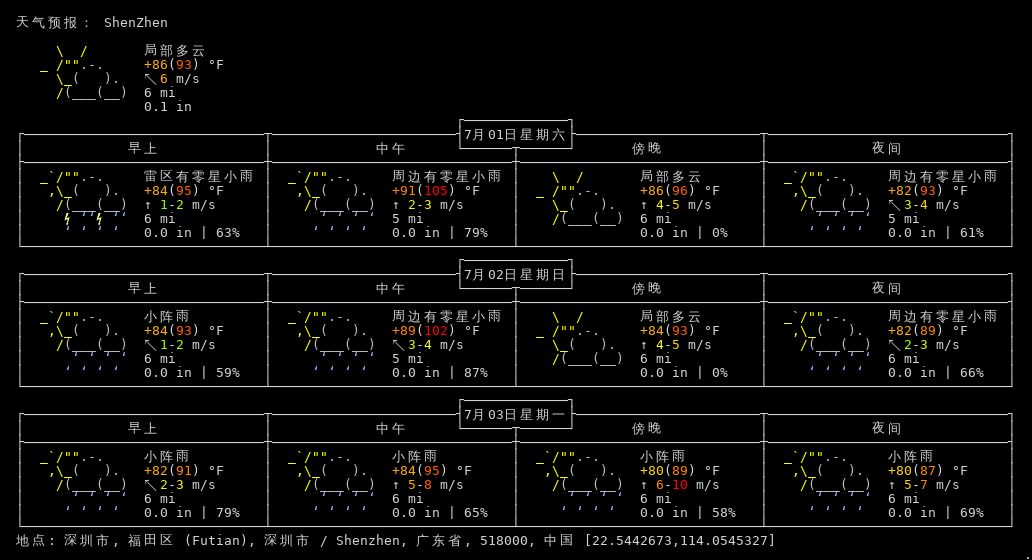 天气预报： ShenZhen
局部多云
+86(93) °F
↖ 6 m/s
6 mi
0.1 in
7月01日星期六
早上 中午 傍晚 夜间
雷区有零星小雨 周边有零星小雨 局部多云 周边有零星小雨
+84(95) °F +91(105) °F +86(96) °F +82(93) °F
↑ 1-2 m/s ↑ 2-3 m/s ↑ 4-5 m/s ↖ 3-4 m/s
6 mi 5 mi 6 mi 5 mi
0.0 in | 63% 0.0 in | 79% 0.0 in | 0% 0.0 in | 61%
7月02日星期日
早上 中午 傍晚 夜间
小阵雨 周边有零星小雨 局部多云 周边有零星小雨
+84(93) °F +89(102) °F +84(93) °F +82(89) °F
↖ 1-2 m/s ↖ 3-4 m/s ↑ 4-5 m/s ↖ 2-3 m/s
6 mi 5 mi 6 mi 6 mi
0.0 in | 59% 0.0 in | 87% 0.0 in | 0% 0.0 in | 66%
7月03日星期一
早上 中午 傍晚 夜间
小阵雨 小阵雨 小阵雨 小阵雨
+82(91) °F +84(95) °F +80(89) °F +80(87) °F
↖ 2-3 m/s ↑ 5-8 m/s ↑ 6-10 m/s ↑ 5-7 m/s
6 mi 6 mi 6 mi 6 mi
0.0 in | 79% 0.0 in | 65% 0.0 in | 58% 0.0 in | 69%
地点: 深圳市, 福田区 (Futian), 深圳市 / Shenzhen, 广东省, 518000, 中国 [22.5442673,114.0545327]